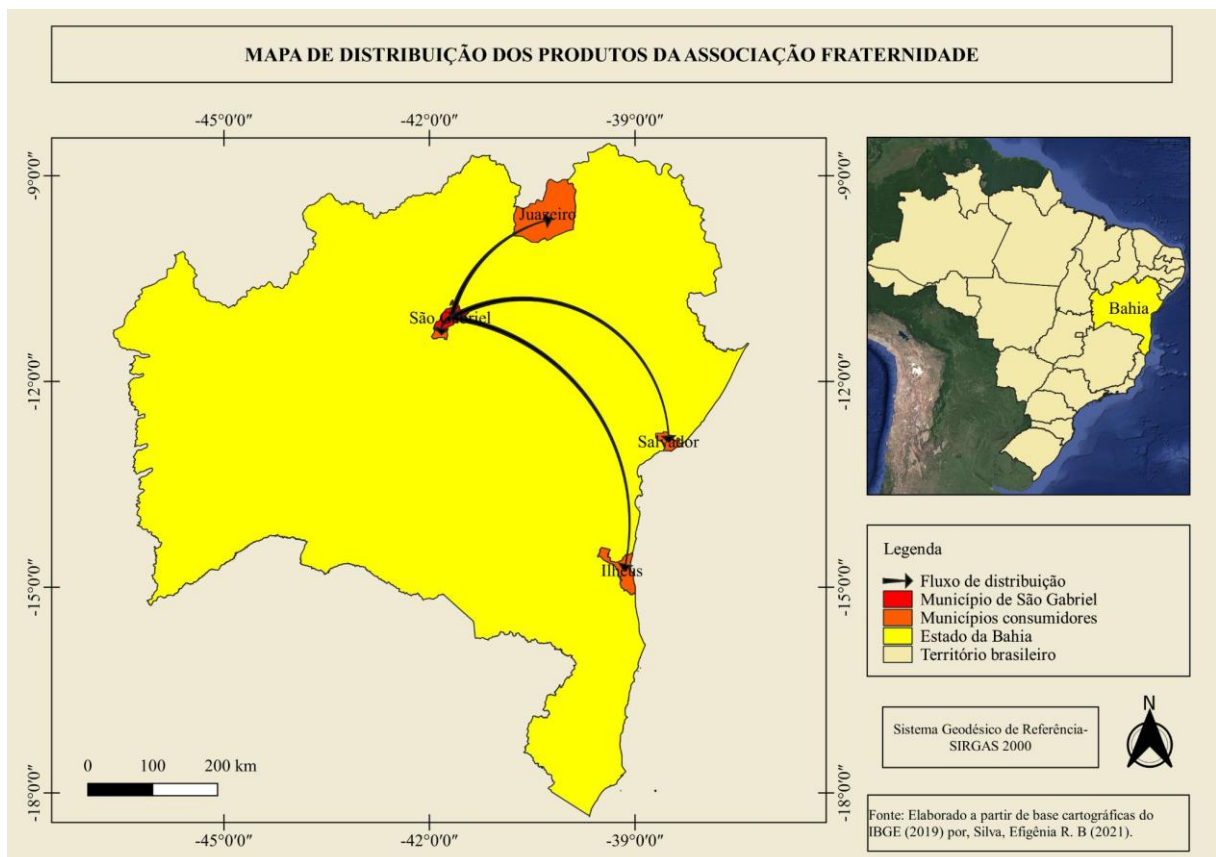 MAPA DE DISTRIBUIÇÃO DOS PRODUTOS DA ASSOCIAÇÃO FRATERNIDADE
-45°0′0″
-42°0′0″
-39°0′0″
-9°0′0″
-9°0′0″
Juazeiro
São Gabriel
-12°0′0″
-12°0′0″
Salvador
Ilhéus
-15°0′0″
-15°0′0″
0 100 200 km
-18°0′0″
-18°0′0″
-45°0′0″
-42°0′0″
-39°0′0″
Bahia
Legenda
Fluxo de distribuição
Município de São Gabriel
Municípios consumidores
Estado da Bahia
Território brasileiro
Sistema Geodésico de Referência-
SIRGAS 2000
N
Fonte: Elaborado a partir de base cartográficas do
IBGE (2019) por, Silva, Efigênia R. B (2021).